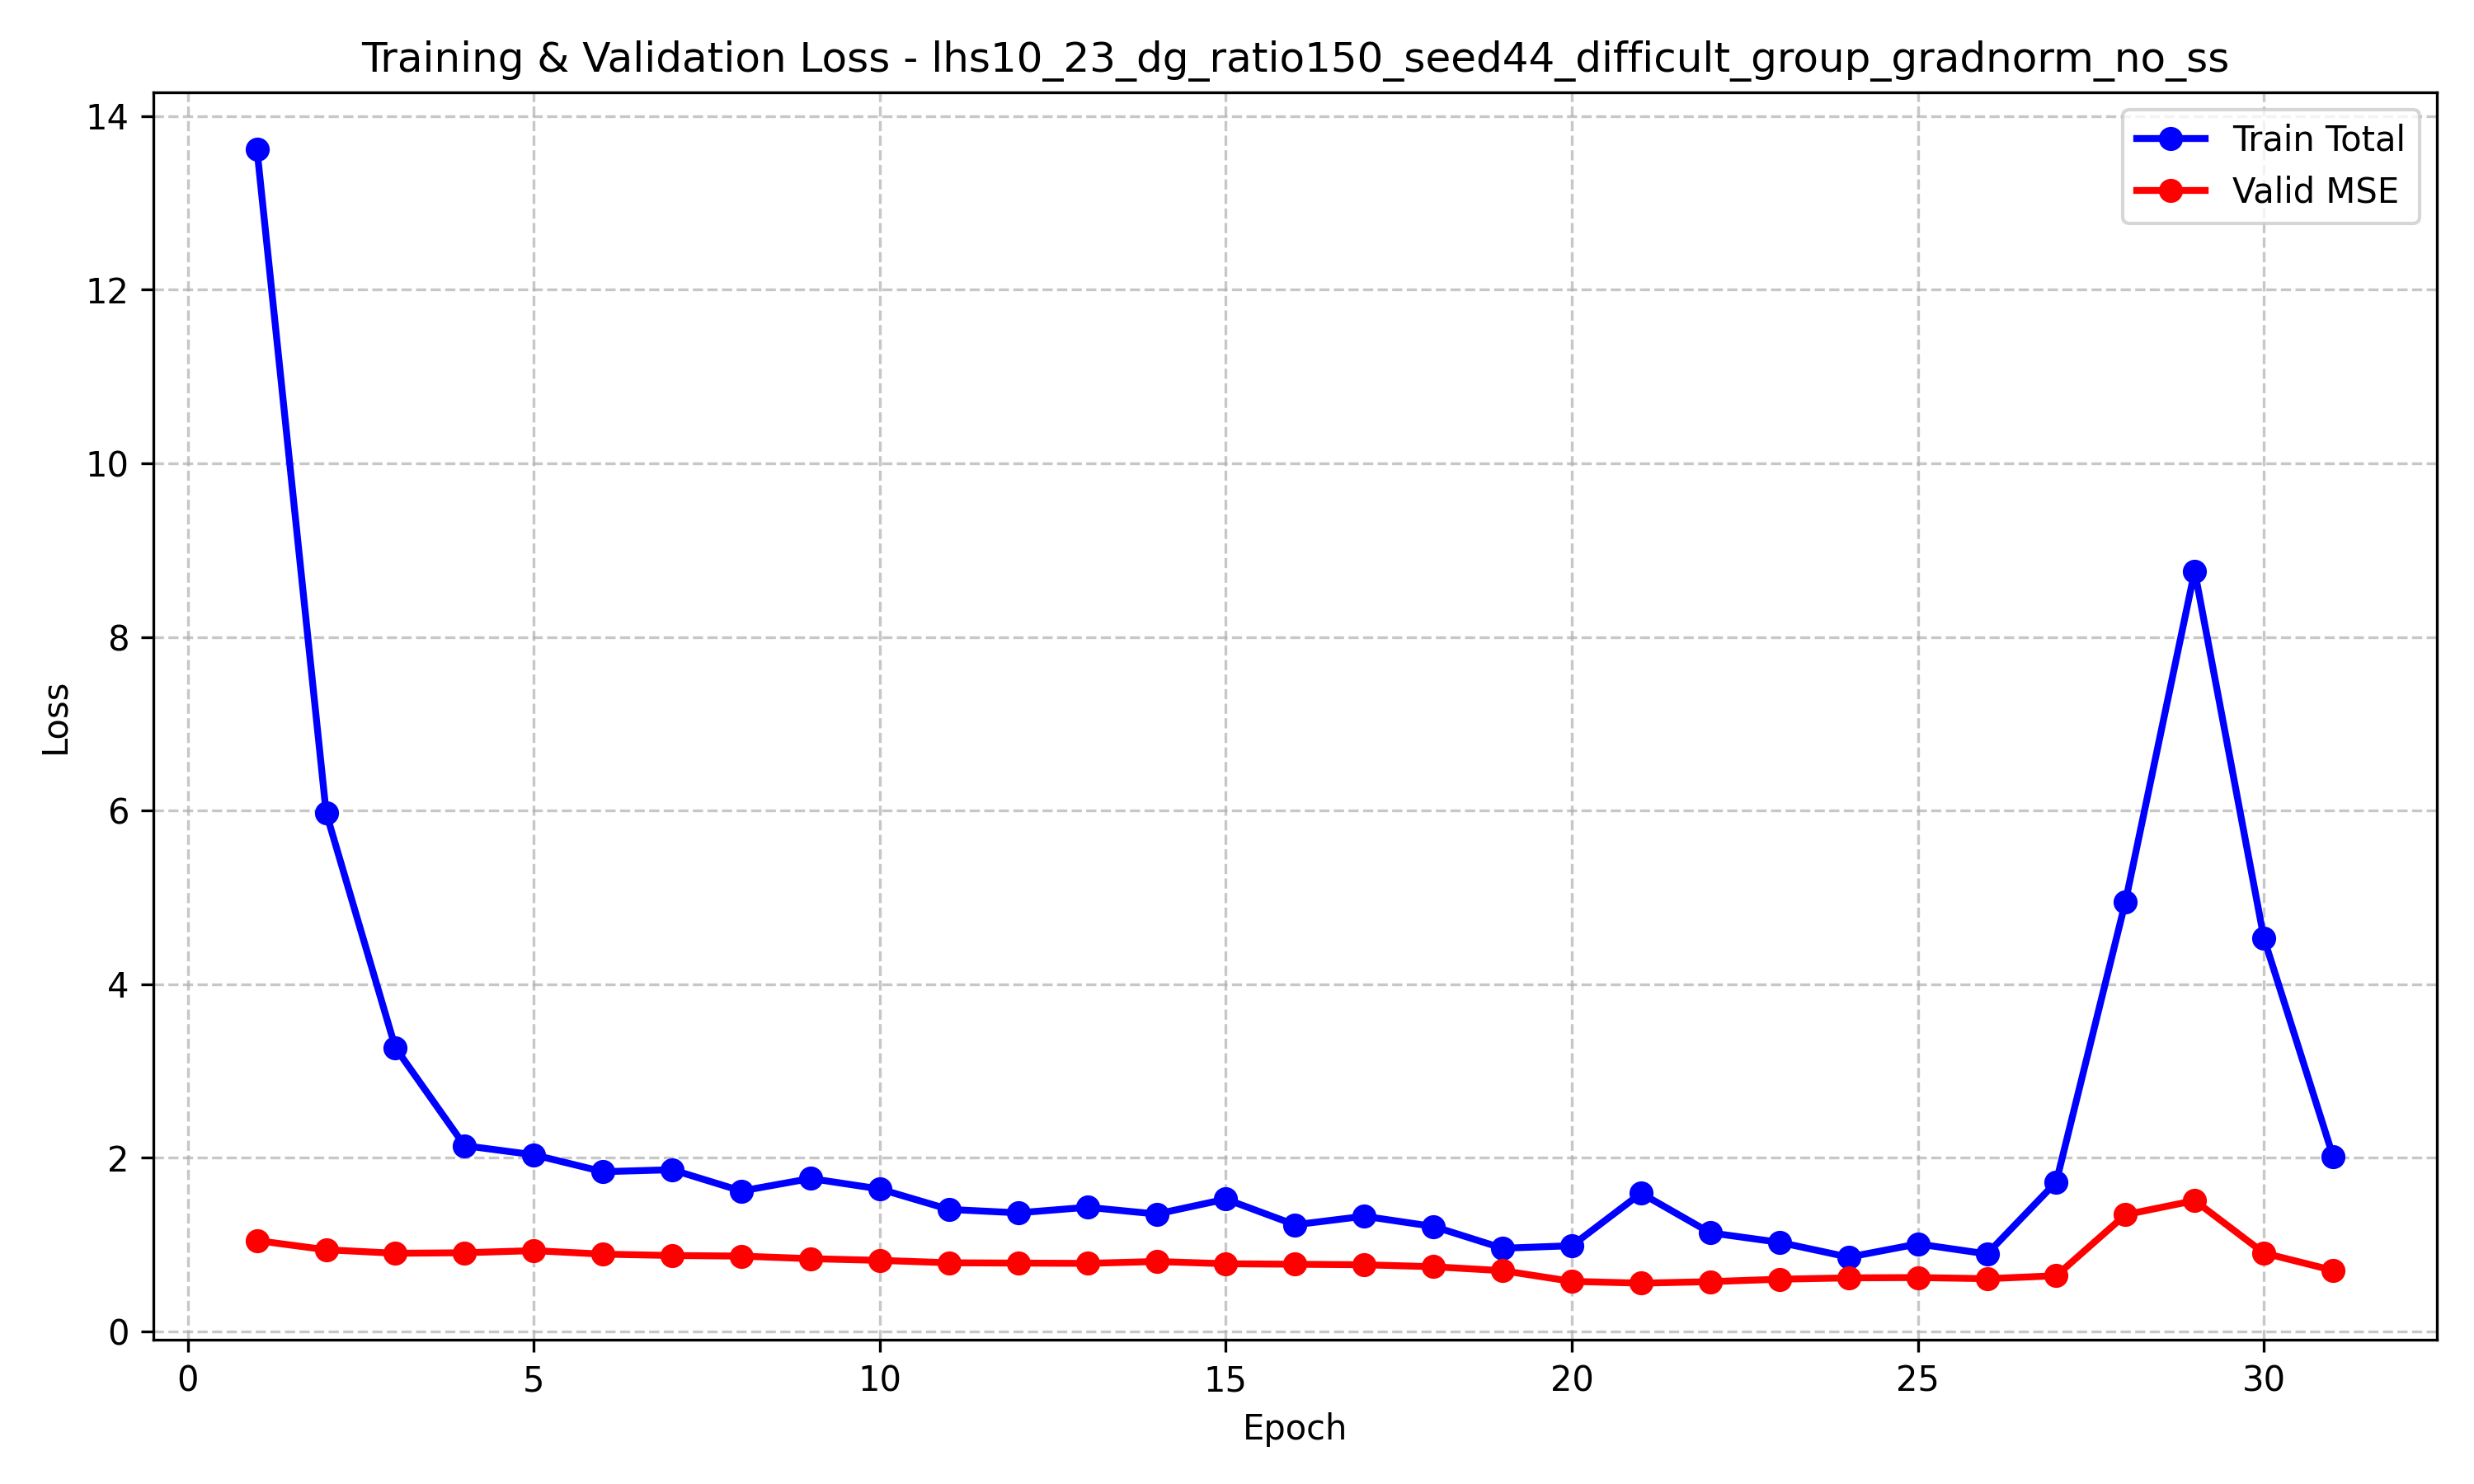 Training & Validation Loss - lhs10_23_dg_ratio150_seed44_difficult_group_gradnorm_no_ss
Train Total
Valid MSE
14
12
10
8
6
4
2
0
Loss
0 5 10 15 20 25 30
Epoch